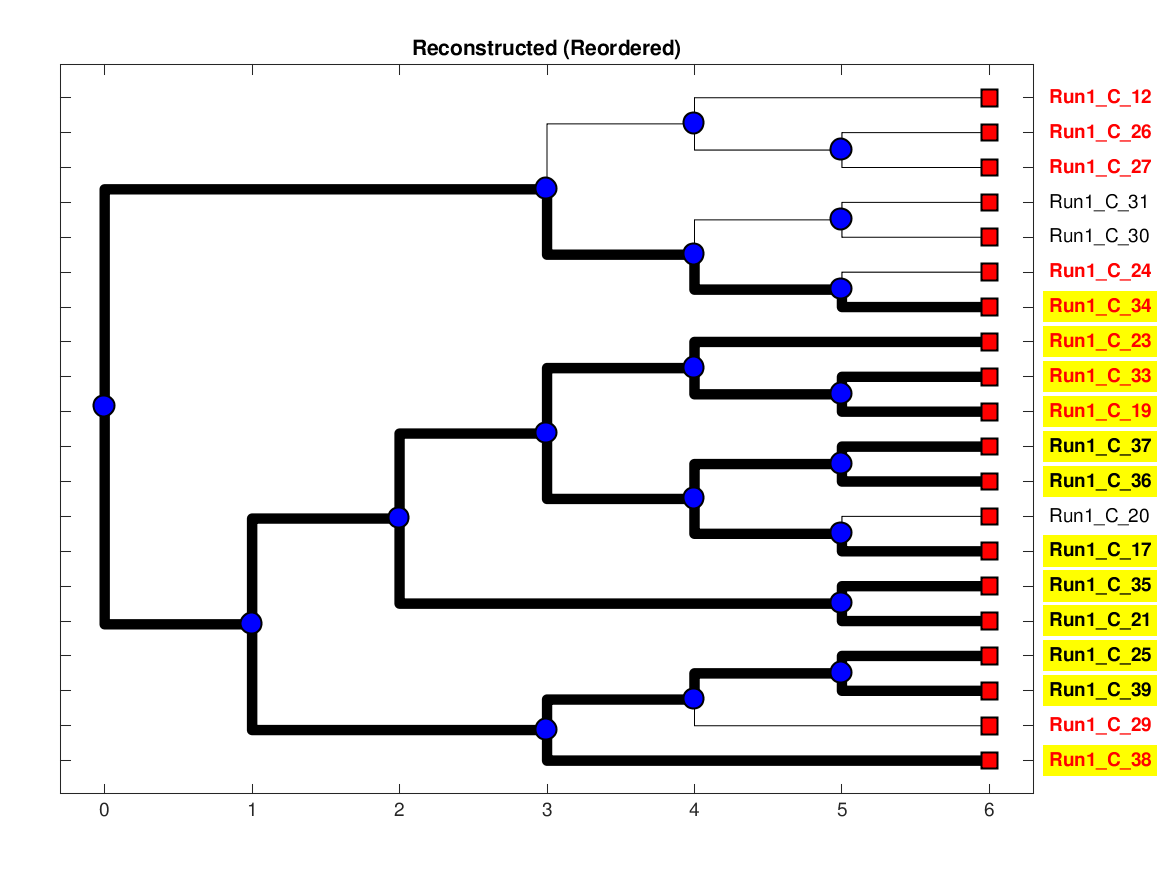 Reconstructed (Reordered)
Run1_C_12
Run1_C_26
Run1_C_27
Run1_C_31
Run1_C_30
Run1_C_24
Run1_C_34
Run1_C_23
Run1_C_33
Run1_C_19
Run1_C_37
Run1_C_36
Run1_C_20
Run1_C_17
Run1_C_35
Run1_C_21
Run1_C_25
Run1_C_39
Run1_C_29
Run1_C_38
0 1 2 3 4 5 6